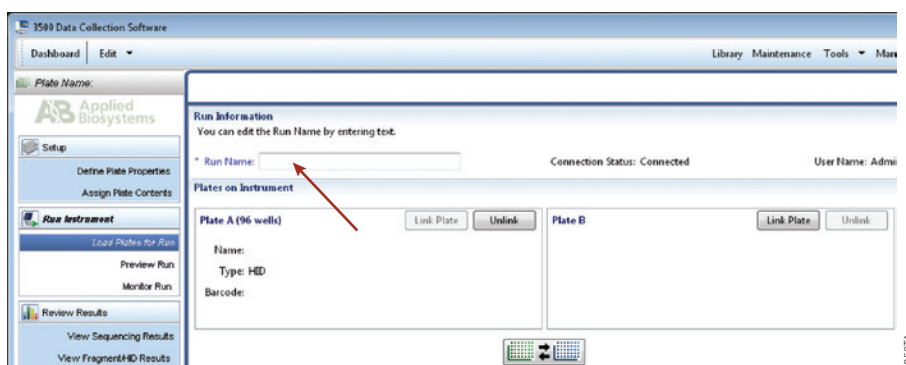 3500 Data Collection Software
Dashboard Edit
Library Maintenance Tools
Plate Name:
AB Applied Biosystems
Setup
Define Plate Properties
Assign Plate Contents
Run Instrument
Load Plates for Run
Preview Run
Monitor Run
Review Results
View Sequencing Results
View Fragment/HID Results
Run Information
You can edit the Run Name by entering text.
* Run Name:
Connection Status: Connected
User Name: Admi
Plates on Instrument
Plate A (96 wells) Link Plate Unlink
Name:
Type: HID
Barcode:
Plate B Link Plate Unlink